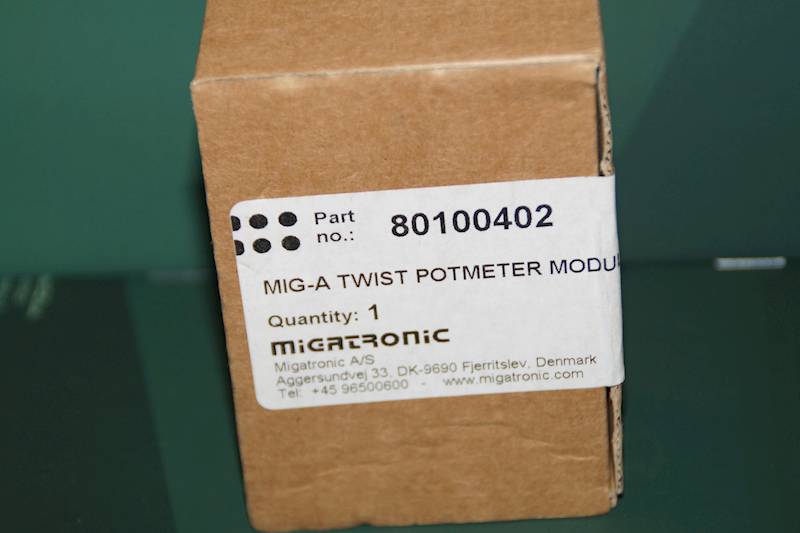 Part
no.: 80100402
MIG-A TWIST POTMETER MODU
Quantity: 1
MIGATRONIC
Migatronic A/S
Aggersundvej 33, DK-9690 Fjerritslev, Denmark
Tel: +45 96500600 - www.migatronic.com